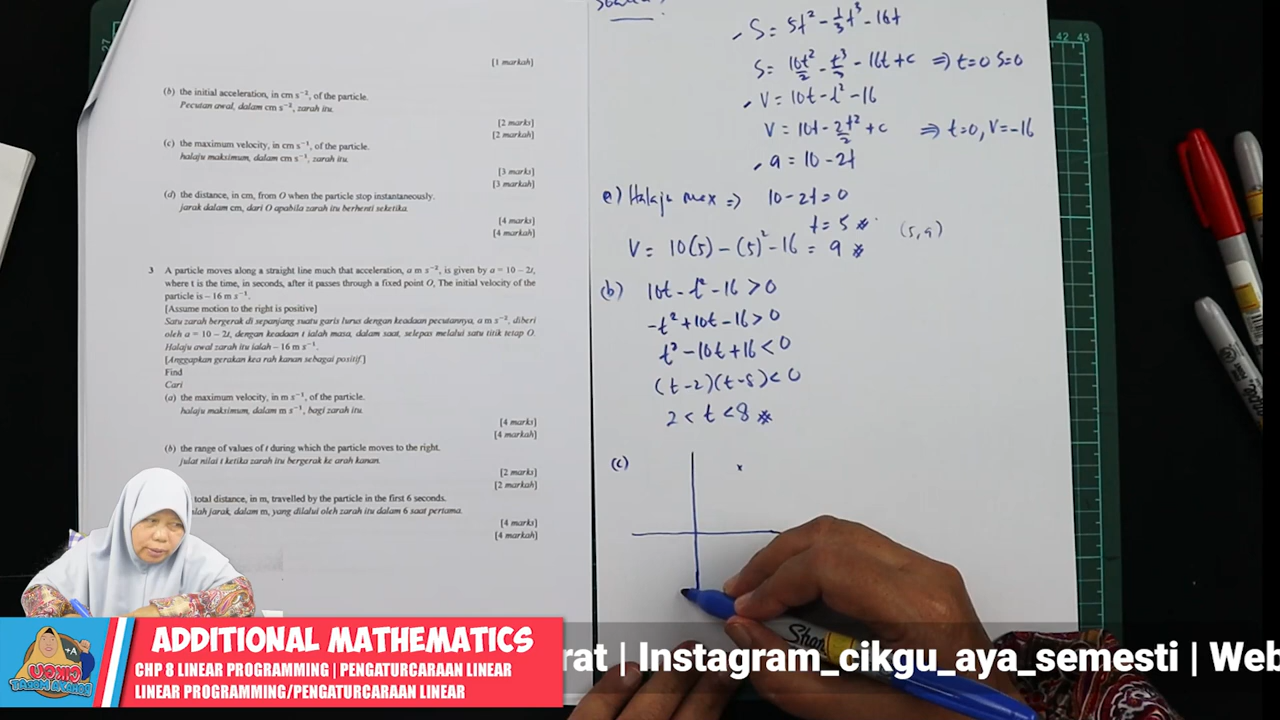 [1 markah]
(b) the initial acceleration, in cm s⁻², of the particle.
Pecutan awal, dalam cm s⁻², zarah itu.
[2 marks]
[2 markah]
(c) the maximum velocity, in cm s⁻¹, of the particle.
halaju maksimum, dalam cm s⁻¹, zarah itu.
[3 marks]
[3 markah]
(d) the distance, in cm, from O when the particle stop instantaneously.
jarak dalam cm, dari O apabila zarah itu berhenti seketika.
[4 marks]
[4 markah]
3 A particle moves along a straight line much that acceleration, a m s⁻², is given by a = 10 – 2t,
where t is the time, in seconds, after it passes through a fixed point O, The initial velocity of the
particle is – 16 m s⁻¹.
[Assume motion to the right is positive]
Satu zarah bergerak di sepanjang suatu garis lurus dengan keadaan pecutannya, a m s⁻², diberi
oleh a = 10 – 2t, dengan keadaan t ialah masa, dalam saat, selepas melalui satu titik tetap O.
Halaju awal zarah itu ialah – 16 m s⁻¹.
[Anggapkan gerakan kea rah kanan sebagai positif]
Find
Cari
(a) the maximum velocity, in m s⁻¹, of the particle.
halaju maksimum, dalam m s⁻¹, bagi zarah itu.
[4 marks]
[4 markah]
(b) the range of values of t during which the particle moves to the right.
julat nilai t ketika zarah itu bergerak ke arah kanan.
[2 marks]
[2 markah]
total distance, in m, travelled by the particle in the first 6 seconds.
jarak, dalam m, yang dilalui oleh zarah itu dalam 6 saat pertama.
[4 marks]
[4 markah]
S = 5t² - 1/3 t³ - 16t
S = 10t²/2 - t³/3 - 16t + c ⇒ t=0 S=0
V = 10t - t² - 16
V = 10t - 2t²/2 + c ⇒ t=0, V=-16
a = 10 - 2t
a) Halaju max ⇒ 10 - 2t = 0
t = 5
V = 10(5) - (5)² - 16 = 9 (5,9)
(b) 10t - t² - 16 > 0
-t² + 10t - 16 > 0
t² - 10t + 16 < 0
(t-2)(t-8) < 0
2 < t < 8
(c)
27
42 43
Sha
ADDITIONAL MATHEMATICS
CHP 8 LINEAR PROGRAMMING | PENGATURCARAAN LINEAR
LINEAR PROGRAMMING/PENGATURCARAAN LINEAR
rat | Instagram_cikgu_aya_semesti | Web